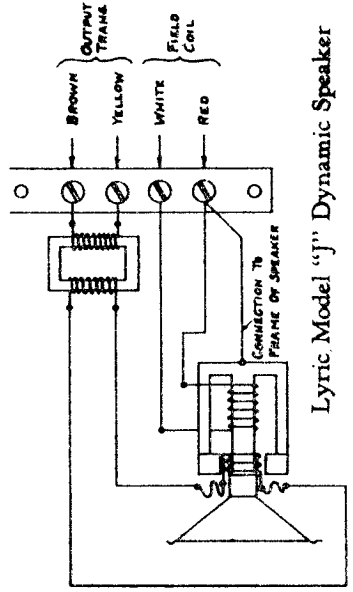 OUTPUT
TRANS.
FIELD
COIL
BROWN
YELLOW
WHITE
RED
CONNECTION TO
FRAME OF SPEAKER
Lyric Model "J" Dynamic Speaker